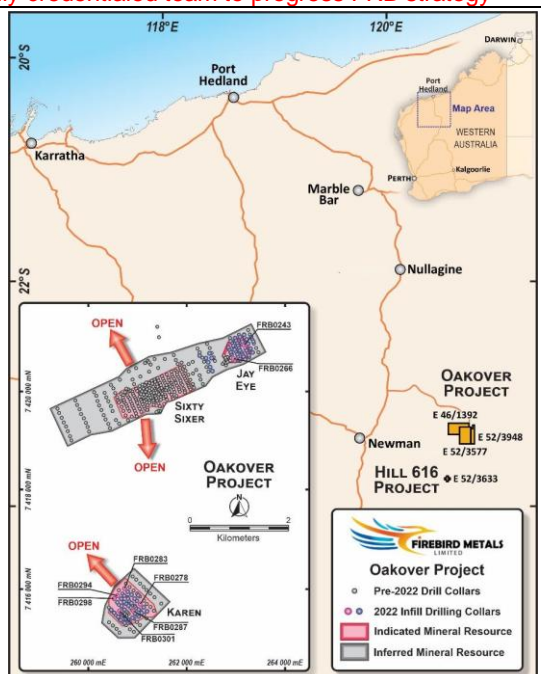 to progress FRB strategy
20°S
118°E
120°E
DARWIN
Port
Hedland
Port
Hedland
Map Area
WESTERN
AUSTRALIA
PERTH
Kalgoorlie
Karratha
Marble
Bar
Nullagine
22°S
OPEN
FRB0243
FRB0266
JAY
EYE
SIXTY
SIXER
OPEN
7 420 000 mN
OAKOVER
PROJECT
N
7 418 000 mN
0
2
Kilometers
OPEN
FRB0283
FRB0278
FRB0294
FRB0298
KAREN
FRB0287
FRB0301
7 416 000 mN
260 000 mE
262 000 mE
264 000 mE
OAKOVER
PROJECT
E 46/1392
E 52/3948
E 52/3577
Newman
HILL 616
PROJECT
E 52/3633
FIREBIRD METALS
LIMITED
Oakover Project
Pre-2022 Drill Collars
2022 Infill Drilling Collars
Indicated Mineral Resource
Inferred Mineral Resource